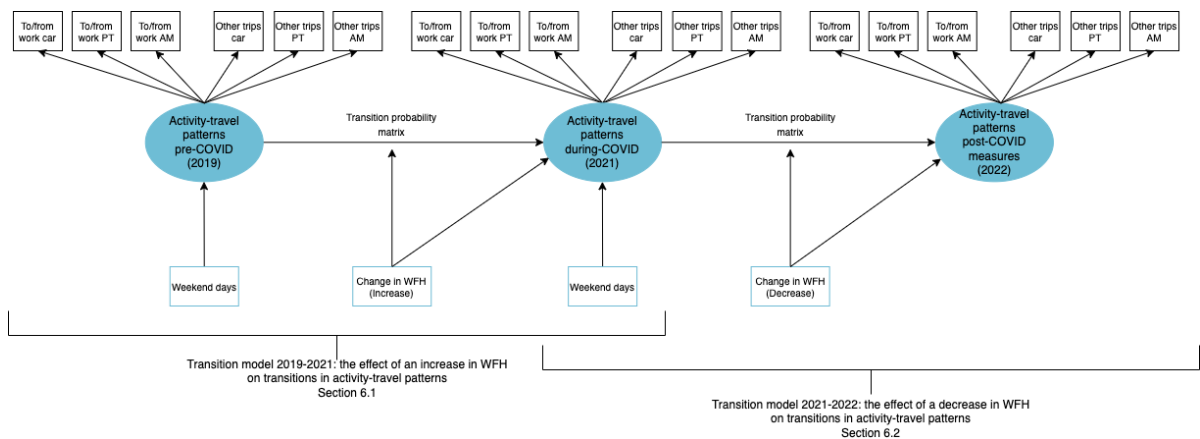 To/from
work car
To/from
work PT
To/from
work AM
Other trips
car
Other trips
PT
Other trips
AM
To/from
work car
To/from
work PT
To/from
work AM
Other trips
car
Other trips
PT
Other trips
AM
To/from
work car
To/from
work PT
To/from
work AM
Other trips
car
Other trips
PT
Other trips
AM
Activity-travel
patterns
pre-COVID
(2019)
Transition probability
matrix
Activity-travel
patterns
during-COVID
(2021)
Transition probability
matrix
Activity-travel
patterns
post-COVID
measures
(2022)
Weekend days
Change in WFH
(Increase)
Weekend days
Change in WFH
(Decrease)
Transition model 2019-2021: the effect of an increase in WFH
on transitions in activity-travel patterns
Section 6.1
Transition model 2021-2022: the effect of a decrease in WFH
on transitions in activity-travel patterns
Section 6.2